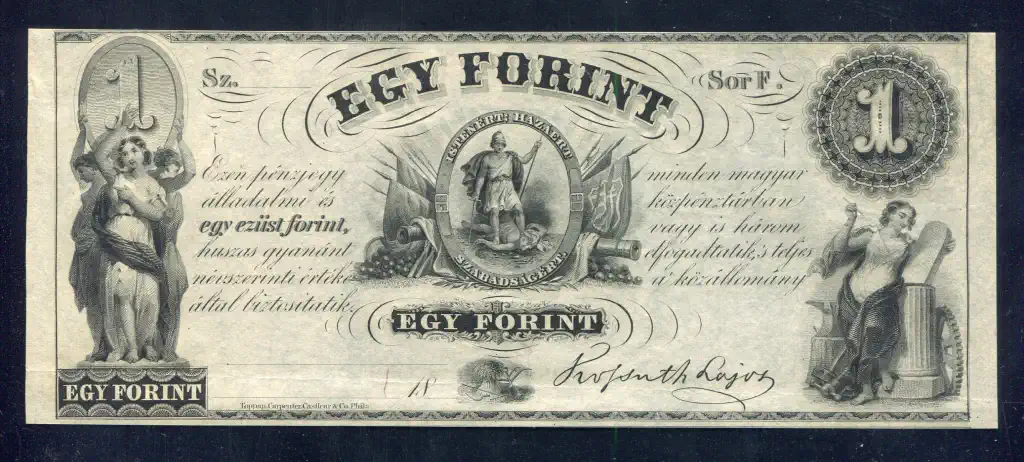 1
Sz.
EGY FORINT
Sor F.
1
ISTENÉRT; HAZÁÉRT
SZABADSÁGÉRT.
Ezen pénzjegy minden magyar
álladalmi és közpénztárban
egy ezüst forint, vagy is három
huszas gyanánt elfogadtatik, 's teljes
névszerinti értéke a' közállomány
által biztosítatik.
EGY FORINT
EGY FORINT
18
Kossuth Lajos
Toppan, Carpenter, Casilear & Co. Phila.